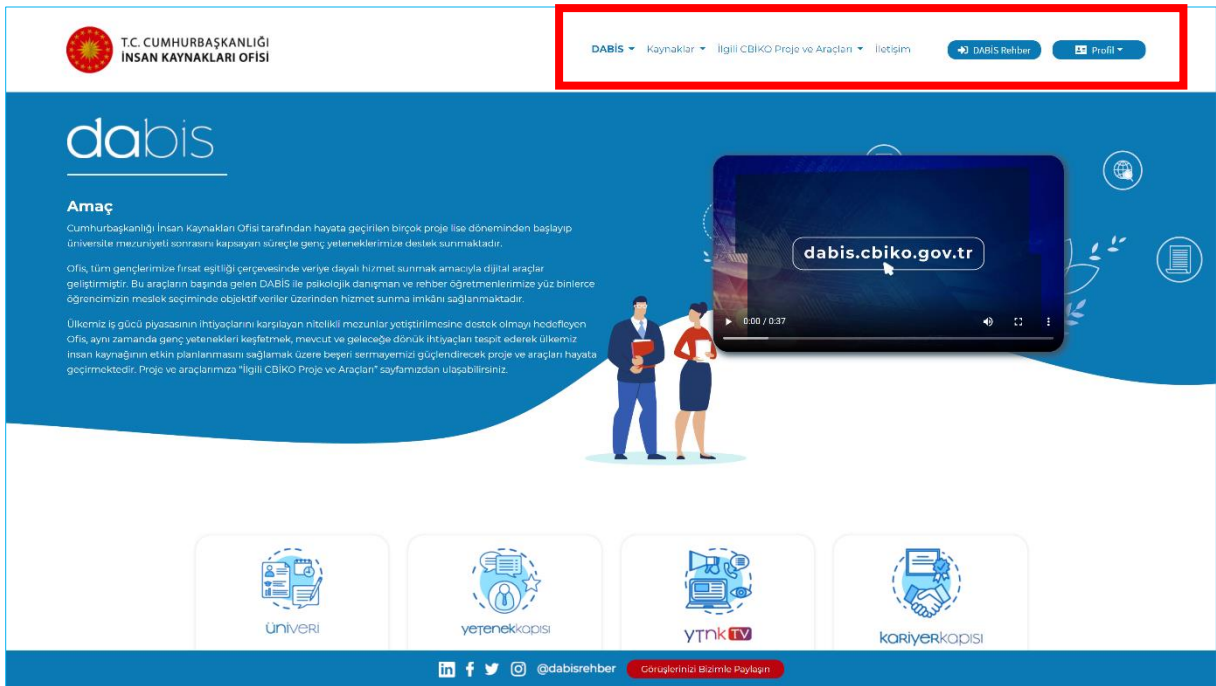 T.C. CUMHURBAŞKANLIĞI
İNSAN KAYNAKLARI OFİSİ
DABİS Kaynaklar İlgili CBİKO Proje ve Araçları İletişim DABİS Rehber Profil
dabis
Amaç
Cumhurbaşkanlığı İnsan Kaynakları Ofisi tarafından hayata geçirilen birçok proje lise döneminden başlayıp
üniversite mezuniyeti sonrasını kapsayan süreçte genç yeteneklerimize destek sunmaktadır.
Ofis, tüm gençlerimize fırsat eşitliği çerçevesinde veriye dayalı hizmet sunmak amacıyla dijital araçlar
geliştirmiştir. Bu araçların başında gelen DABİS ile psikolojik danışman ve rehber öğretmenlerimize yüz binlerce
öğrencimizin meslek seçiminde objektif veriler üzerinden hizmet sunma imkânı sağlanmaktadır.
Ülkemiz iş gücü piyasasının ihtiyaçlarını karşılayan nitelikli mezunlar yetiştirilmesine destek olmayı hedefleyen
Ofis, aynı zamanda genç yetenekleri keşfetmek, mevcut ve geleceğe dönük ihtiyaçları tespit ederek ülkemiz
insan kaynağının etkin planlanmasını sağlamak üzere beşeri sermayemizi güçlendirecek proje ve araçları hayata
geçirmektedir. Proje ve araçlarımıza "İlgili CBİKO Proje ve Araçları" sayfamızdan ulaşabilirsiniz.
dabis.cbiko.gov.tr
0:00 / 0:37
üniveri
yetenekkapısı
YTNK TV
kariyerkapısı
@dabisrehber Görüşlerinizi Bizimle Paylaşın